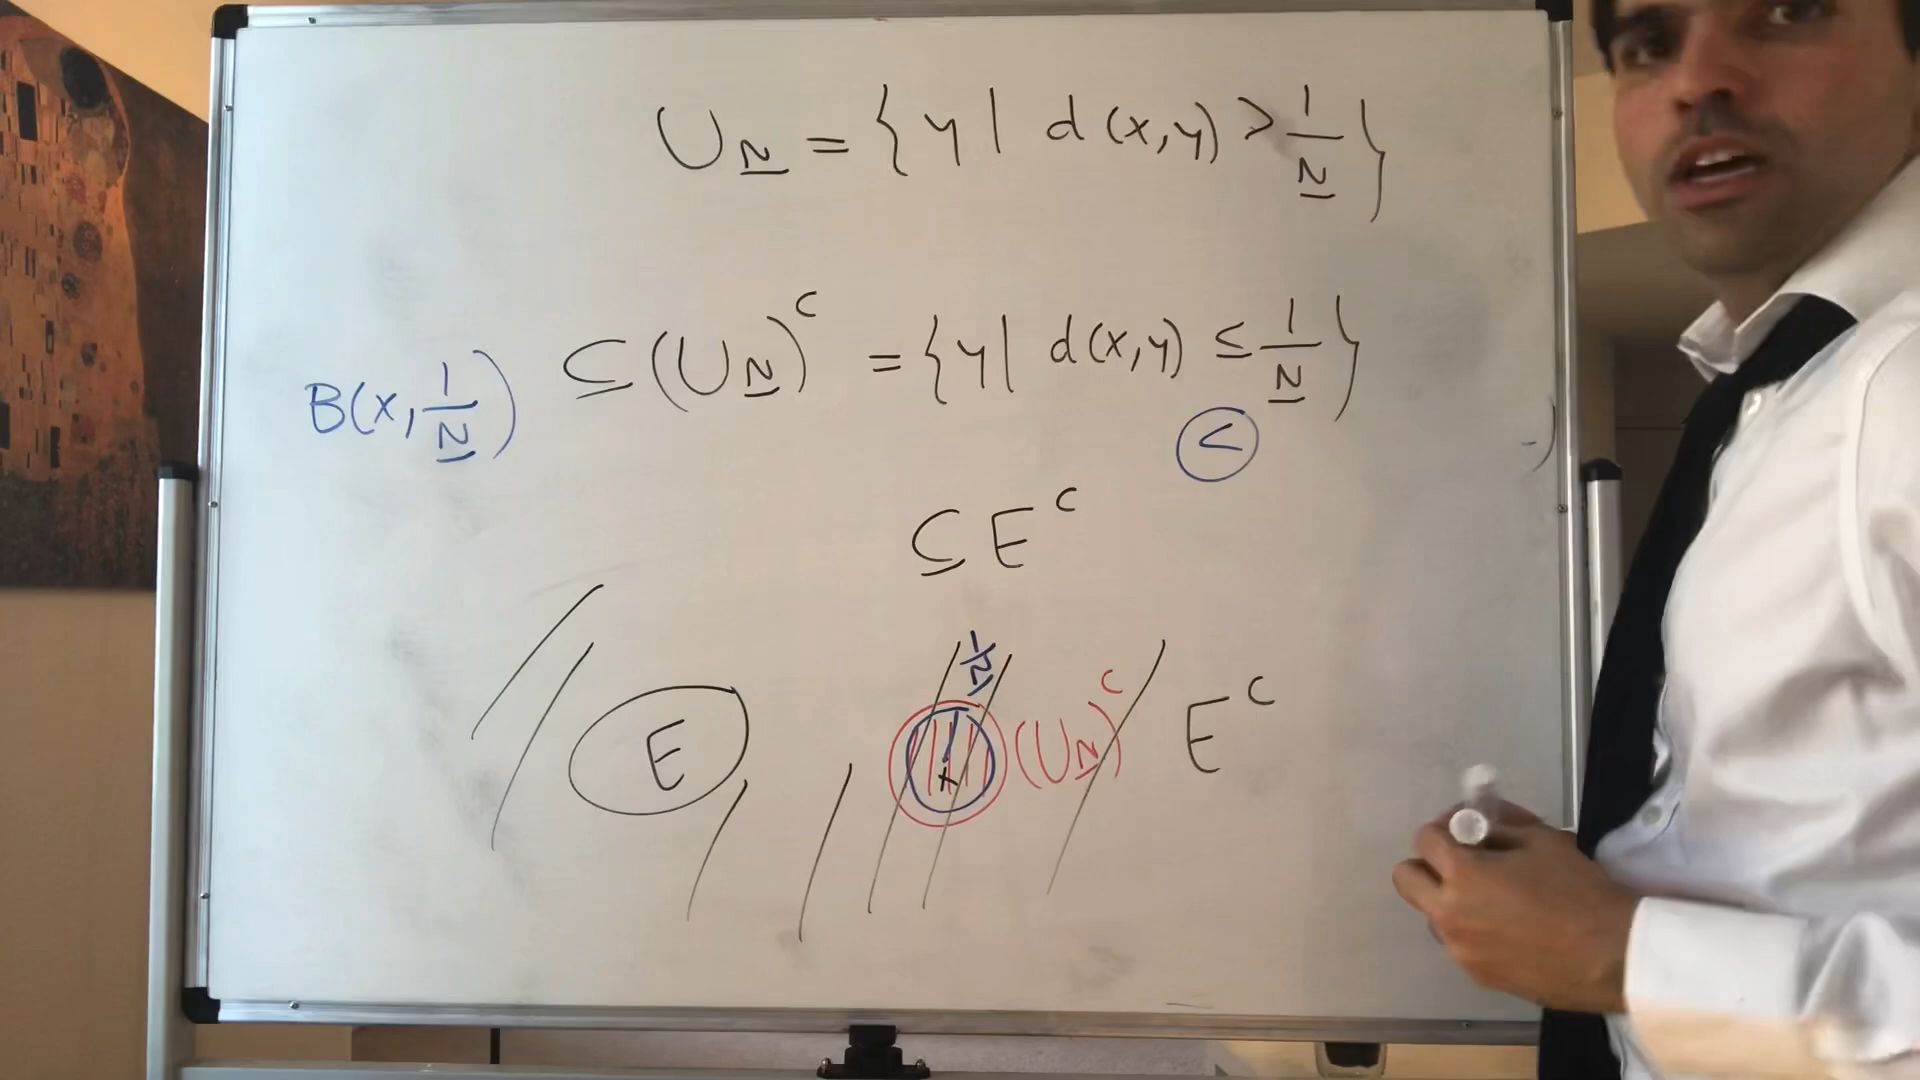 U_N = {y | d(x,y) > 1/N}
B(x, 1/N) ⊆ (U_N)^c = {y | d(x,y) ≤ 1/N}
<
⊆ E^c
1/N
E x (U_N)^c E^c